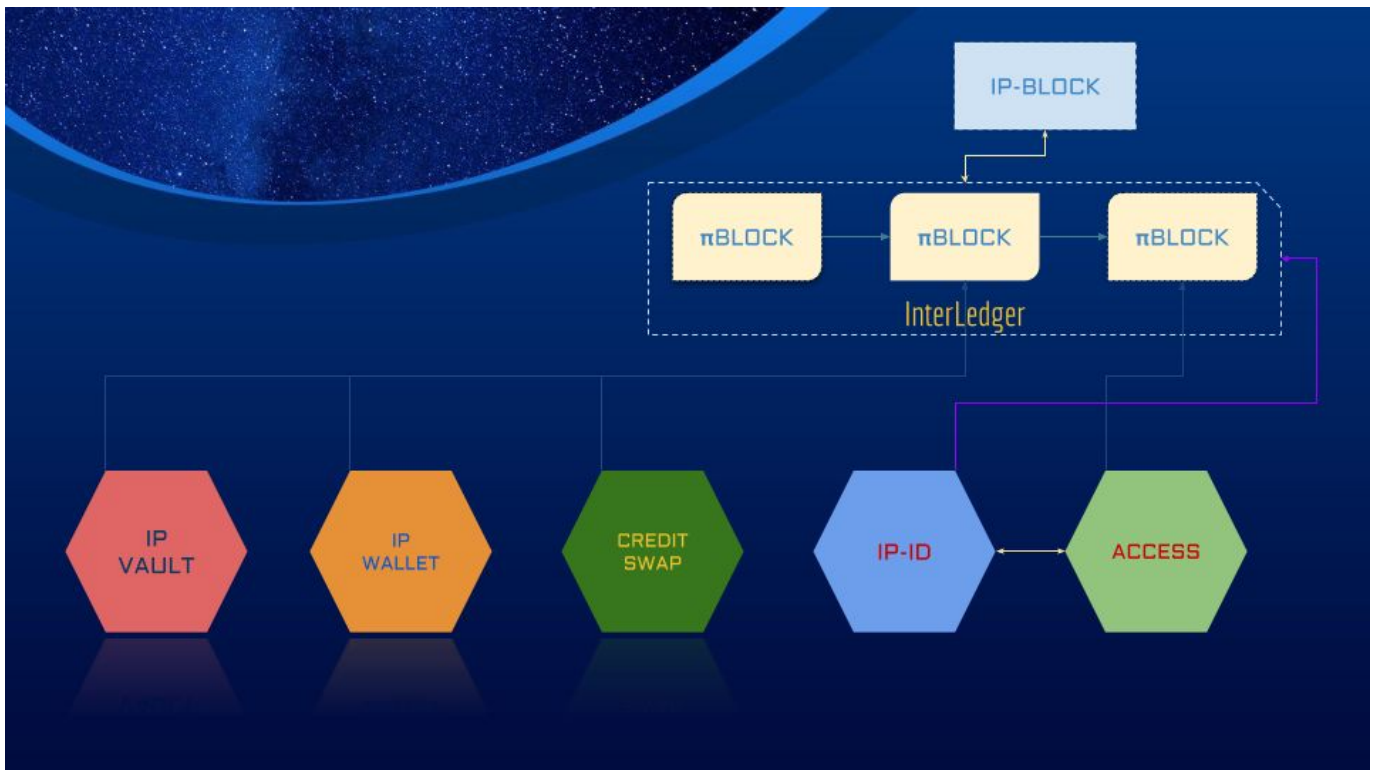 IP-BLOCK
πBLOCK
πBLOCK
πBLOCK
InterLedger
IP
VAULT
IP
WALLET
CREDIT
SWAP
IP-ID
ACCESS